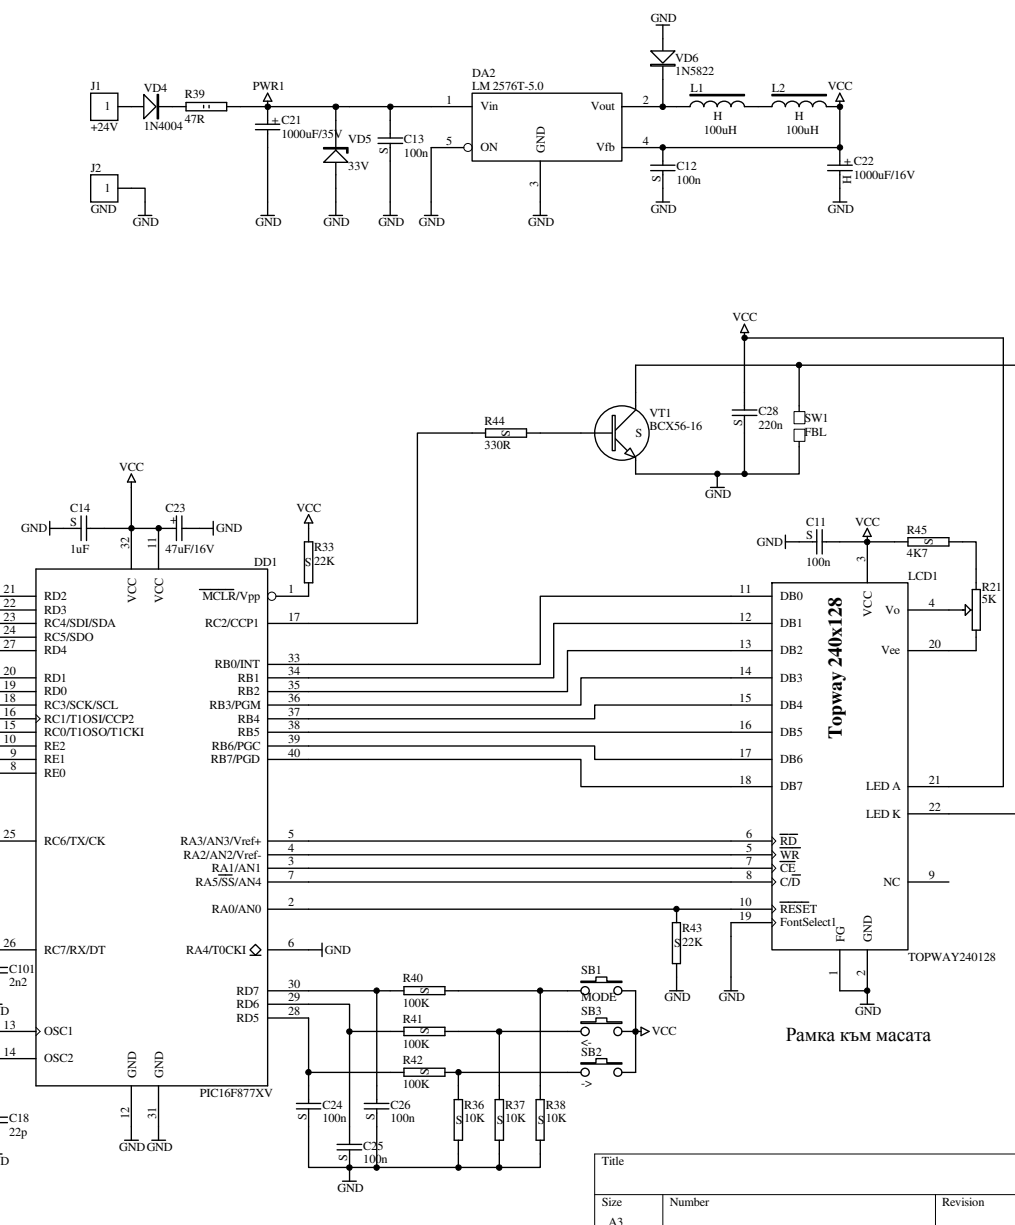 GND
VD6
1N5822
J1
1
+24V
VD4
1N4004
R39
47R
PWR1
C21
+
1000uF/35V
VD5
33V
C13
S
100n
DA2
LM 2576T-5.0
1
Vin
Vout
2
5
ON
GND
Vfb
4
3
L1
H
100uH
L2
H
100uH
VCC
C12
S
100n
C22
+
H
1000uF/16V
J2
1
GND
GND
GND
GND
GND
GND
GND
GND
GND
VCC
R44
S
330R
VT1
BCX56-16
S
C28
S
220n
SW1
FBL
GND
VCC
C14
S
1uF
GND
C23
+
47uF/16V
GND
32
11
VCC
R33
S
22K
DD1
VCC
VCC
MCLR/Vpp
1
RC2/CCP1
17
21
RD2
22
RD3
23
RC4/SDI/SDA
24
RC5/SDO
27
RD4
20
RD1
19
RD0
18
RC3/SCK/SCL
16
RC1/T1OSI/CCP2
15
RC0/T1OSO/T1CKI
10
RE2
9
RE1
8
RE0
25
RC6/TX/CK
26
RC7/RX/DT
13
OSC1
14
OSC2
RB0/INT
33
RB1
34
RB2
35
RB3/PGM
36
RB4
37
RB5
38
RB6/PGC
39
RB7/PGD
40
RA3/AN3/Vref+
5
RA2/AN2/Vref-
4
RA1/AN1
3
RA5/SS/AN4
7
RA0/AN0
2
RA4/T0CKI
6
GND
RD7
30
RD6
29
RD5
28
GND
GND
PIC16F877XV
12
31
GND
GND
C101
2n2
D
C18
22p
D
C11
S
100n
GND
VCC
3
R45
S
4K7
R21
5K
LCD1
VCC
Topway 240x128
11
DB0
12
DB1
13
DB2
14
DB3
15
DB4
16
DB5
17
DB6
18
DB7
6
RD
5
WR
7
CE
8
C/D
10
RESET
19
FontSelect1
Vo
4
Vee
20
LED A
21
LED K
22
NC
9
FG
GND
1
2
TOPWAY240128
GND
Рамка към масата
R43
S
22K
GND
GND
R40
S
100K
R41
S
100K
R42
S
100K
SB1
MODE
SB3
<-
SB2
->
VCC
C24
S
100n
C26
S
100n
C25
S
100n
R36
S
10K
R37
S
10K
R38
S
10K
GND
Title
Size
A3
Number
Revision